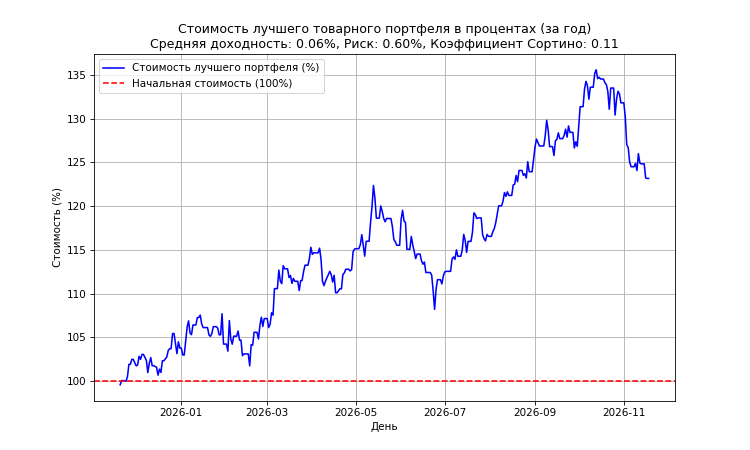 Стоимость лучшего товарного портфеля в процентах (за год)
Средняя доходность: 0.06%, Риск: 0.60%, Коэффициент Сортино: 0.11
Стоимость лучшего портфеля (%)
Начальная стоимость (100%)
Стоимость (%)
135
130
125
120
115
110
105
100
2026-01
2026-03
2026-05
2026-07
2026-09
2026-11
День